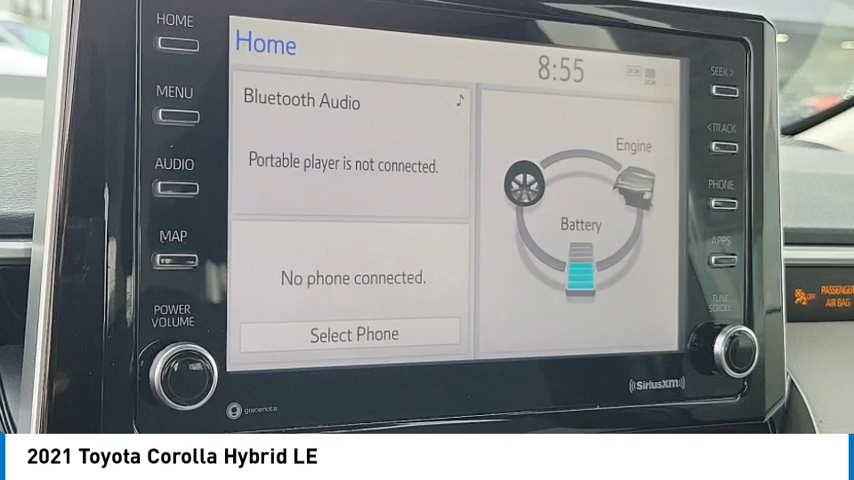 HOME
MENU
AUDIO
MAP
POWER
VOLUME
Home
8:55
DCM
Bluetooth Audio
Portable player is not connected.
No phone connected.
Select Phone
Engine
Battery
SEEK >
< TRACK
PHONE
APPS
TUNE
SCROLL
gracenote
SiriusXM
OFF
PASSENGER
AIR BAG
2021 Toyota Corolla Hybrid LE